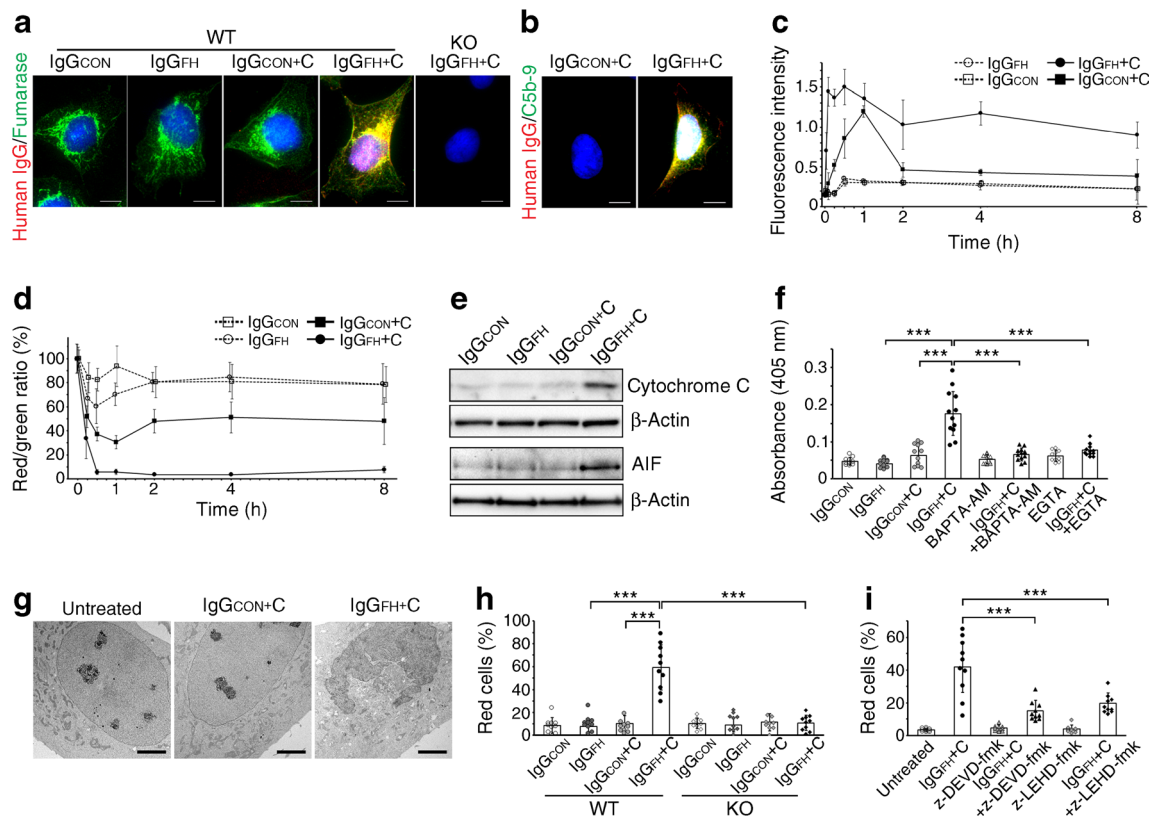 a
WT
KO
IgGCON
IgGFH
IgGCON+C
IgGFH+C
IgGFH+C
Human IgG/Fumarase
b
IgGCON+C
IgGFH+C
Human IgG/C5b-9
c
IgGFH
IgGCON
IgGFH+C
IgGCON+C
Fluorescence intensity
2.0
1.5
1.0
0.5
0
0 1 2 4 8
Time (h)
d
IgGCON
IgGFH
IgGCON+C
IgGFH+C
Red/green ratio (%)
100
80
60
40
20
0
0 1 2 4 8
Time (h)
e
IgGCON
IgGFH
IgGCON+C
IgGFH+C
Cytochrome C
β-Actin
AIF
β-Actin
f
*** ***
*** ***
Absorbance (405 nm)
0.3
0.2
0.1
0
IgGCON
IgGFH
IgGCON+C
IgGFH+C
BAPTA-AM
IgGFH+C
+BAPTA-AM
EGTA
IgGFH+C
+EGTA
g
Untreated
IgGCON+C
IgGFH+C
h
*** ***
***
Red cells (%)
100
80
60
40
20
0
IgGCON
IgGFH
IgGCON+C
IgGFH+C
IgGCON
IgGFH
IgGCON+C
IgGFH+C
WT
KO
i
***
***
Red cells (%)
60
40
20
0
Untreated
IgGFH+C
z-DEVD-fmk
IgGFH+C
+z-DEVD-fmk
z-LEHD-fmk
IgGFH+C
+z-LEHD-fmk